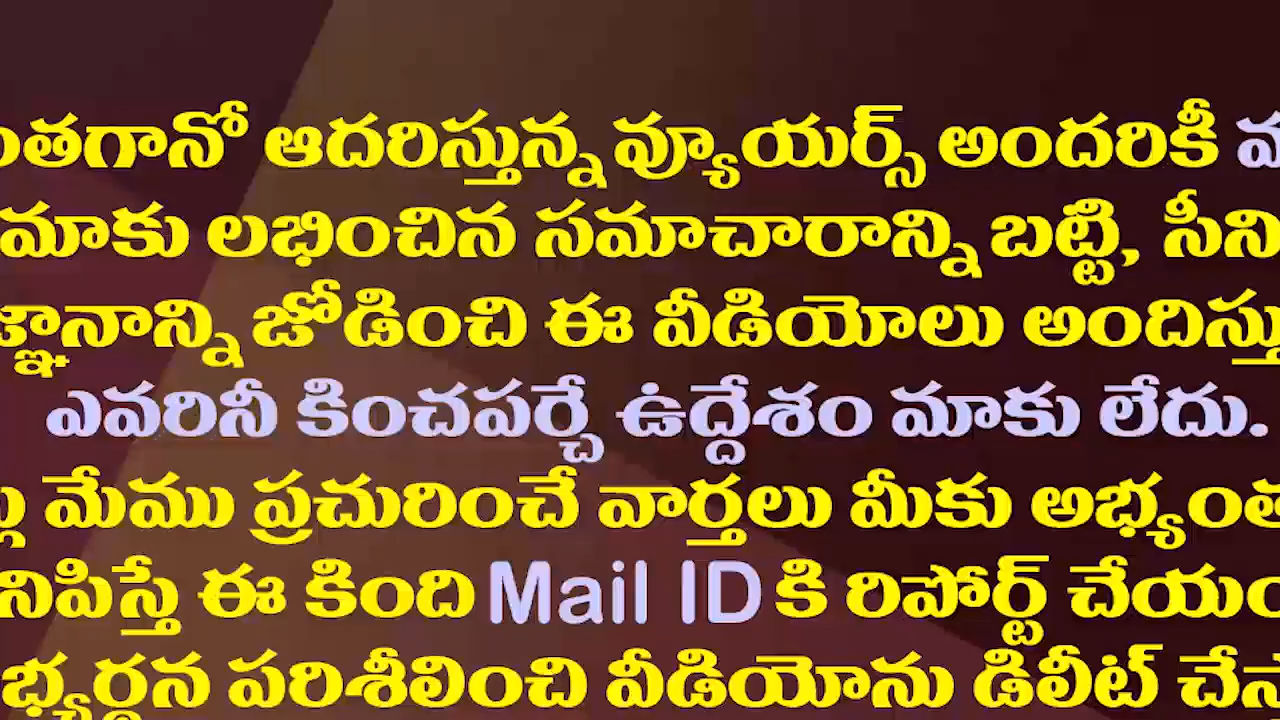 ఆదరిస్తున్న వ్యూయర్స్ అందరికీ
మాకు లభించిన సమాచారాన్ని బట్టి,
జోడించి ఈ వీడియోలు
ఎవరినీ కించపర్చే ఉద్దేశం మాకు లేదు.
మేము ప్రచురించే వార్తలు మీకు
ఈ కింది Mail ID కి రిపోర్ట్
పరిశీలించి వీడియోను డిలీట్